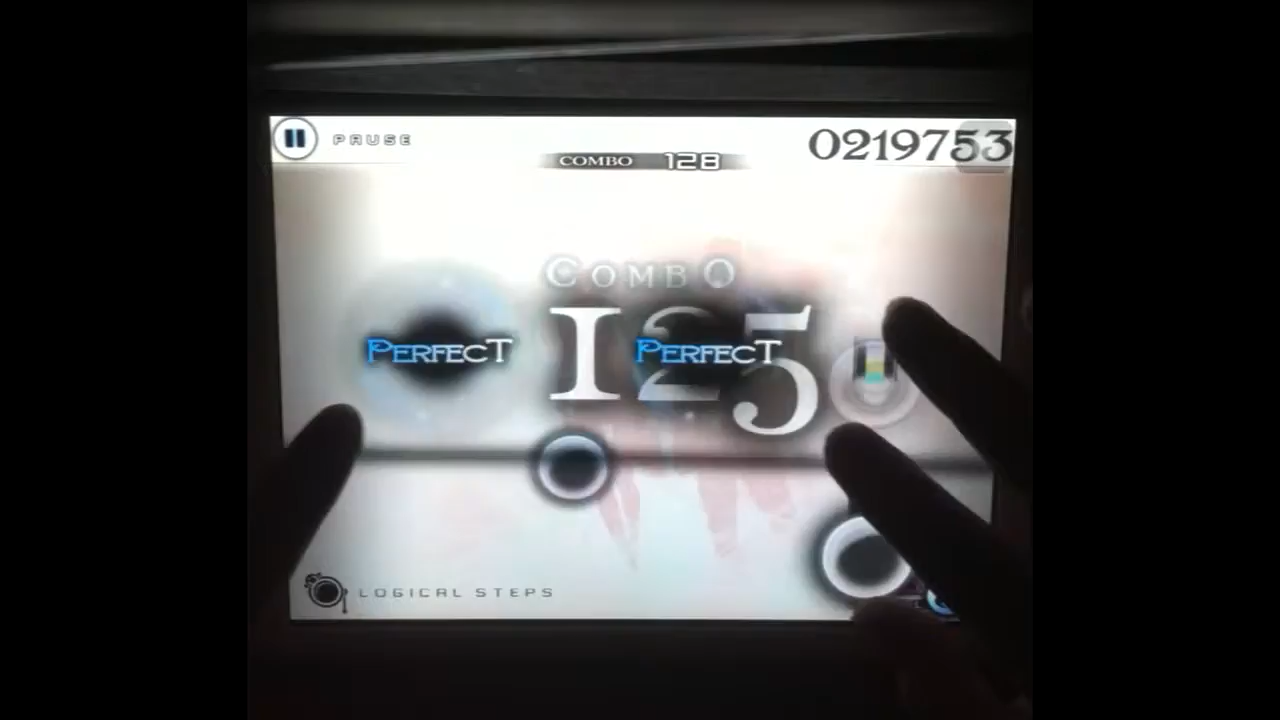 PAUSE
COMBO 128
0219753
COMBO
125
PERFECT
PERFECT
LOGICAL STEPS